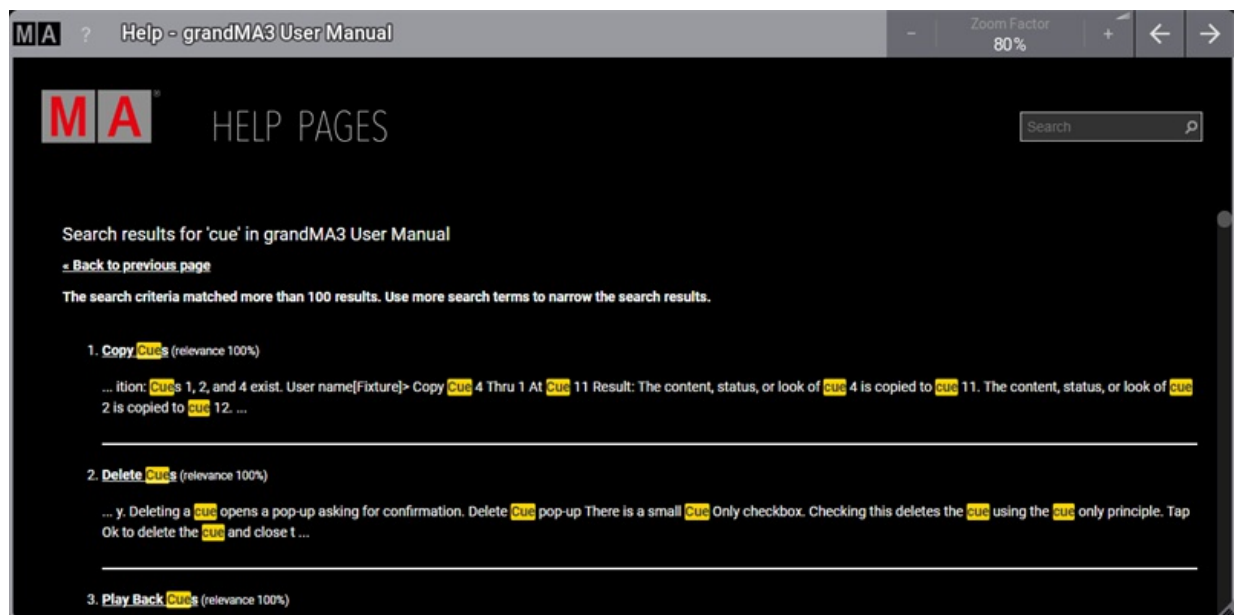 MA ? Help - grandMA3 User Manual - Zoom Factor + ← →
80%
MA® HELP PAGES Search
Search results for 'cue' in grandMA3 User Manual
« Back to previous page
The search criteria matched more than 100 results. Use more search terms to narrow the search results.
1. Copy Cues (relevance 100%)
... ition: Cues 1, 2, and 4 exist. User name[Fixture]> Copy Cue 4 Thru 1 At Cue 11 Result: The content, status, or look of cue 4 is copied to cue 11. The content, status, or look of cue
2 is copied to cue 12. ...
2. Delete Cues (relevance 100%)
... y. Deleting a cue opens a pop-up asking for confirmation. Delete Cue pop-up There is a small Cue Only checkbox. Checking this deletes the cue using the cue only principle. Tap
Ok to delete the cue and close t ...
3. Play Back Cues (relevance 100%)